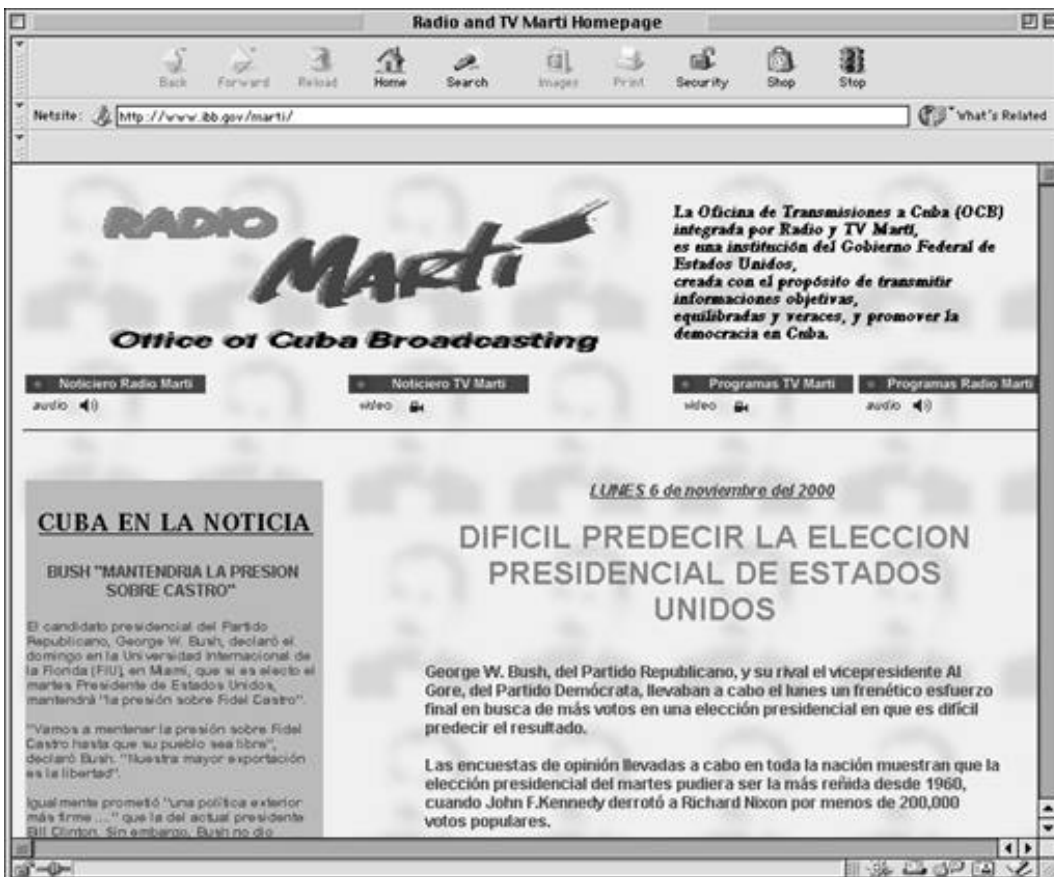 Radio and TV Marti Homepage
Back Forward Reload Home Search Images Print Security Shop Stop
Netsite: http://www.ibb.gov/marti/ What's Related
RADIO
Martí
Office of Cuba Broadcasting
La Oficina de Transmisiones a Cuba (OCB)
integrada por Radio y TV Martí,
es una institución del Gobierno Federal de
Estados Unidos,
creada con el propósito de transmitir
informaciones objetivas,
equilibradas y veraces, y promover la
democracia en Cuba.
Noticiero Radio Marti Noticiero TV Marti Programas TV Marti Programas Radio Marti
audio video video audio
CUBA EN LA NOTICIA
BUSH "MANTENDRIA LA PRESION
SOBRE CASTRO"
El candidato presidencial del Partido
Republicano, George W. Bush, declaró el
domingo en la Universidad Internacional de
la Florida (FIU), en Miami, que si es electo el
martes Presidente de Estados Unidos,
mantendrá "la presión sobre Fidel Castro".
"Vamos a mantener la presión sobre Fidel
Castro hasta que su pueblo sea libre",
declaró Bush. "Nuestra mayor exportación
es la libertad".
Igualmente prometió "una política exterior
más firme ..." que la del actual presidente
Bill Clinton. Sin embargo, Bush no dio
LUNES 6 de noviembre del 2000
DIFICIL PREDECIR LA ELECCION
PRESIDENCIAL DE ESTADOS
UNIDOS
George W. Bush, del Partido Republicano, y su rival el vicepresidente Al
Gore, del Partido Demócrata, llevaban a cabo el lunes un frenético esfuerzo
final en busca de más votos en una elección presidencial en que es difícil
predecir el resultado.
Las encuestas de opinión llevadas a cabo en toda la nación muestran que la
elección presidencial del martes pudiera ser la más reñida desde 1960,
cuando John F.Kennedy derrotó a Richard Nixon por menos de 200,000
votos populares.